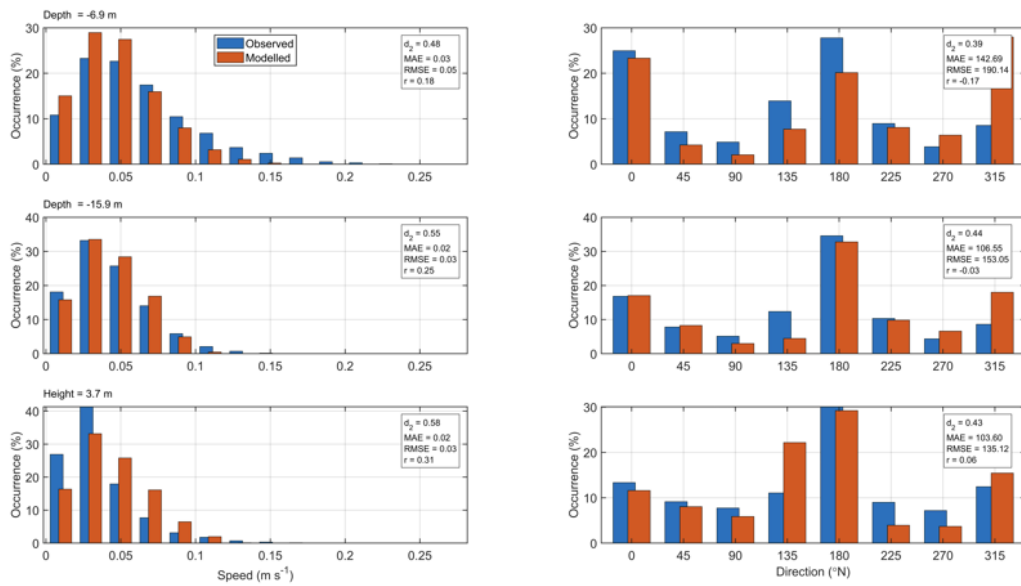 Depth = -6.9 m
30
20
10
0
Occurrence (%)
Observed
Modelled
d2 = 0.48
MAE = 0.03
RMSE = 0.05
r = 0.18
0 0.05 0.1 0.15 0.2 0.25
30
20
10
0
Occurrence (%)
d2 = 0.39
MAE = 142.69
RMSE = 190.14
r = -0.17
0 45 90 135 180 225 270 315
Depth = -15.9 m
40
30
20
10
0
Occurrence (%)
d2 = 0.55
MAE = 0.02
RMSE = 0.03
r = 0.25
0 0.05 0.1 0.15 0.2 0.25
40
30
20
10
0
Occurrence (%)
d2 = 0.44
MAE = 106.55
RMSE = 153.05
r = -0.03
0 45 90 135 180 225 270 315
Height = 3.7 m
40
30
20
10
0
Occurrence (%)
d2 = 0.58
MAE = 0.02
RMSE = 0.03
r = 0.31
0 0.05 0.1 0.15 0.2 0.25
Speed (m s-1)
30
20
10
0
Occurrence (%)
d2 = 0.43
MAE = 103.60
RMSE = 135.12
r = 0.06
0 45 90 135 180 225 270 315
Direction (°N)